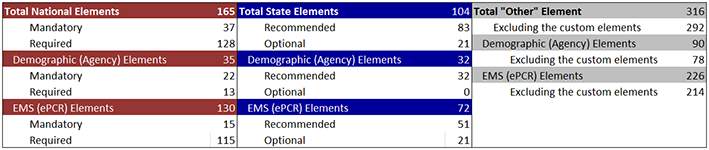 Total National Elements 165 Total State Elements 104 Total "Other" Element 316
Mandatory 37 Recommended 83 Excluding the custom elements 292
Required 128 Optional 21 Demographic (Agency) Elements 90
Demographic (Agency) Elements 35 Demographic (Agency) Elements 32 Excluding the custom elements 78
Mandatory 22 Recommended 32 EMS (ePCR) Elements 226
Required 13 Optional 0 Excluding the custom elements 214
EMS (ePCR) Elements 130 EMS (ePCR) Elements 72
Mandatory 15 Recommended 51
Required 115 Optional 21